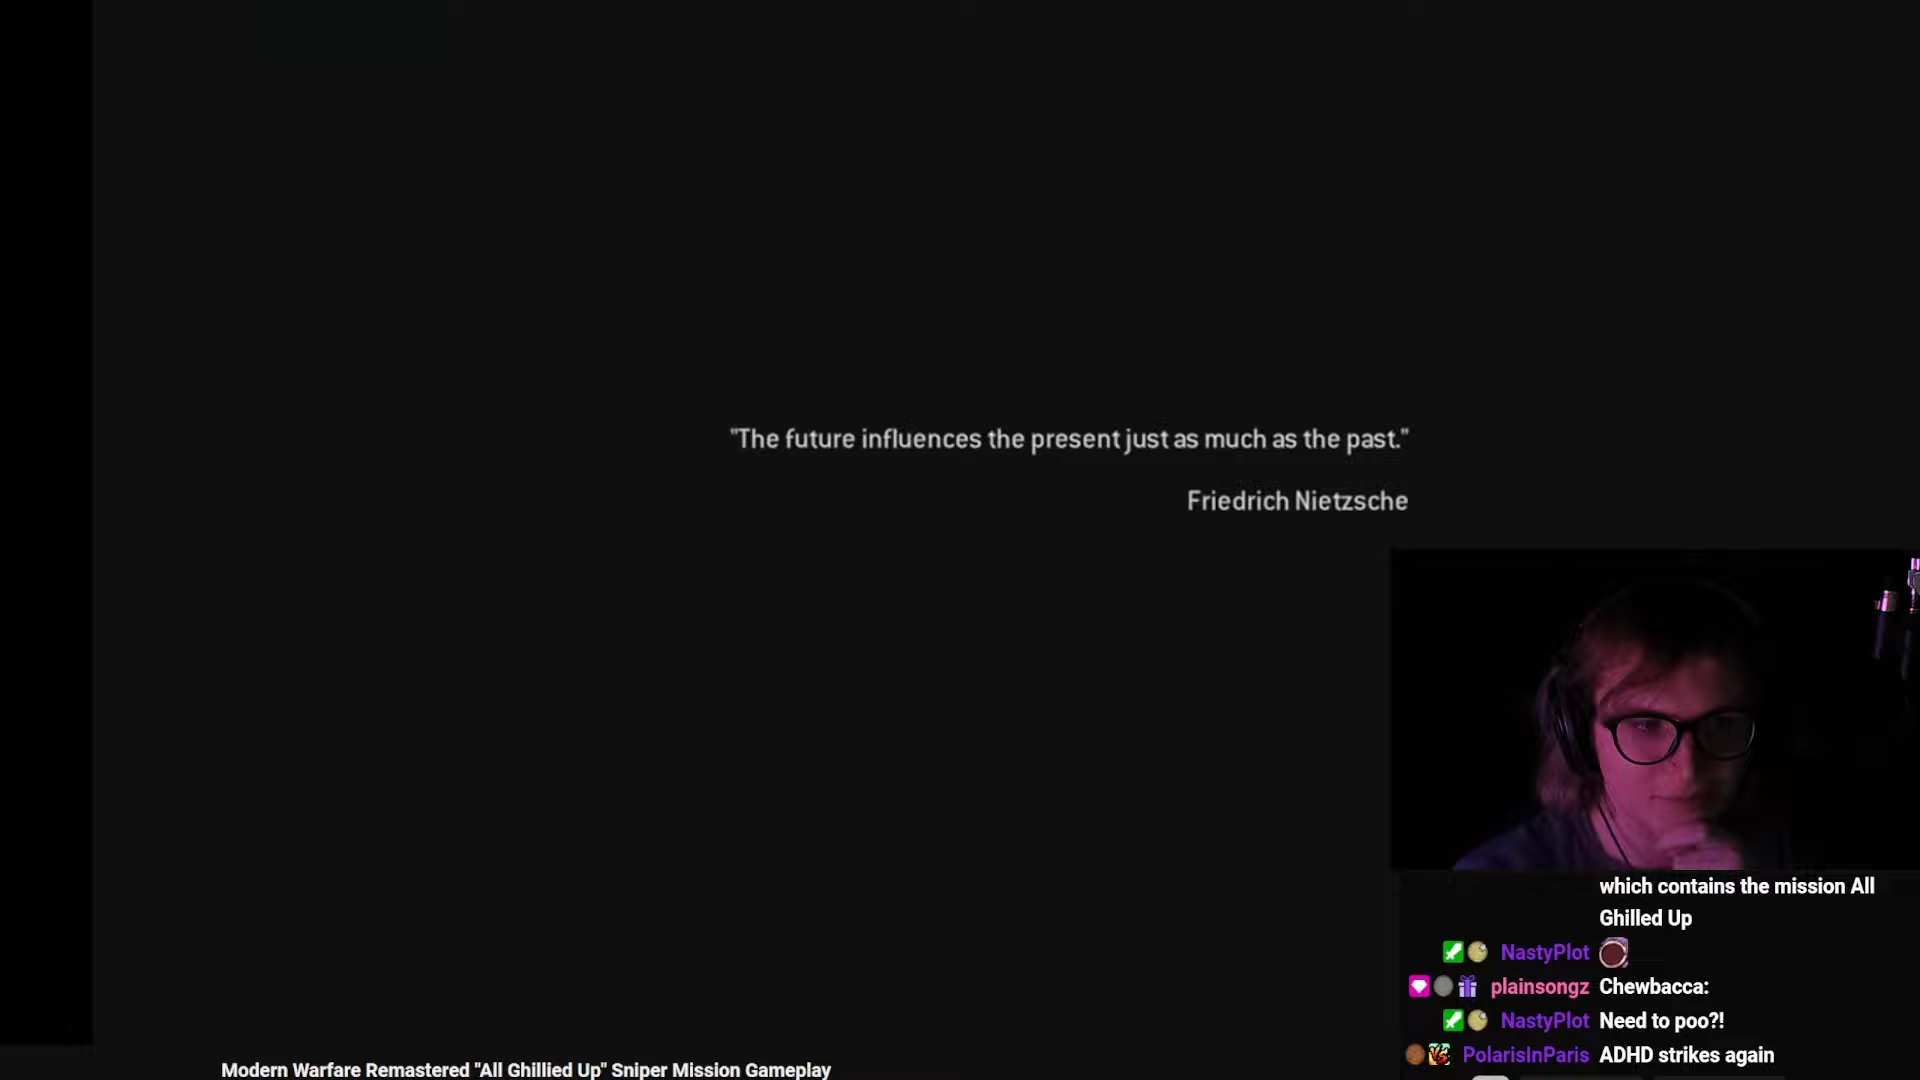 "The future influences the present just as much as the past."
Friedrich Nietzsche
which contains the mission All
Ghilled Up
NastyPlot
plainsongz Chewbacca:
NastyPlot Need to poo?!
PolarisInParis ADHD strikes again
Modern Warfare Remastered "All Ghillied Up" Sniper Mission Gameplay